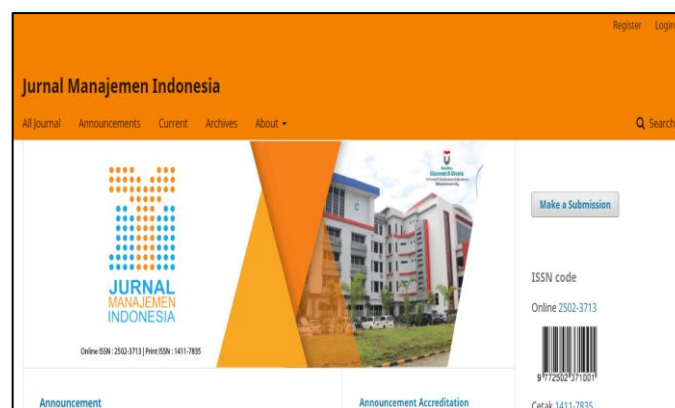 Register Login
Jurnal Manajemen Indonesia
All Journal Announcements Current Archives About
Search
JURNAL
MANAJEMEN
INDONESIA
Online ISSN : 2502-3713 | Print ISSN : 1411-7835
C
Make a Submission
ISSN code
Online 2502-3713
9 772502 371001
Cetak 1411-7835
Announcement
Announcement Accreditation